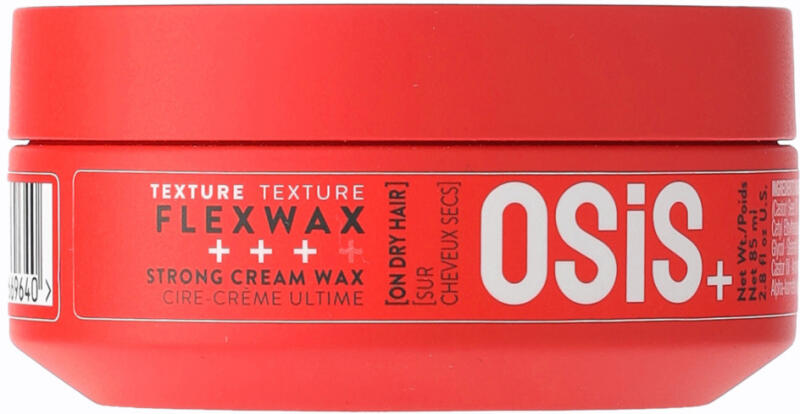 TEXTURE TEXTURE
FLEXWAX
+ + + +
STRONG CREAM WAX
CIRE-CRÈME ULTIME
[ON DRY HAIR]
[SUR
CHEVEUX SECS]
OSiS+
Net Wt./Poids
Net 85 ml
2.8 fl oz U.S.
69640 >